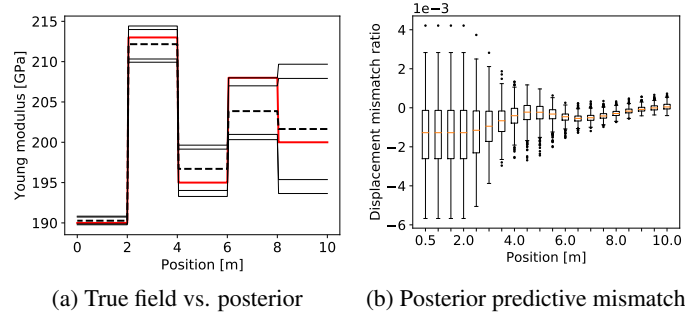 1e−3
215
210
205
200
195
190
Young modulus [GPa]
0 2 4 6 8 10
Position [m]
4
2
0
−2
−4
−6
Displacement mismatch ratio
0.5 2.0 4.0 6.0 8.0 10.0
Position [m]
(a) True field vs. posterior
(b) Posterior predictive mismatch